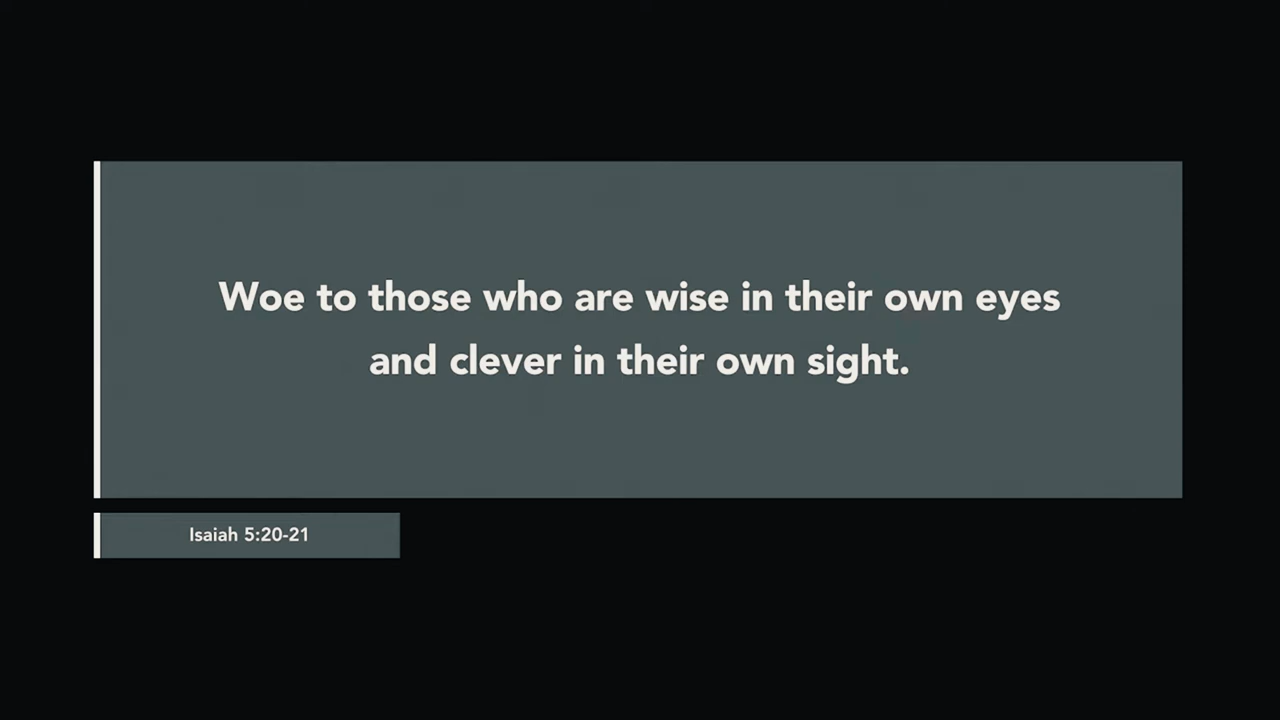 Woe to those who are wise in their own eyes
and clever in their own sight.
Isaiah 5:20-21